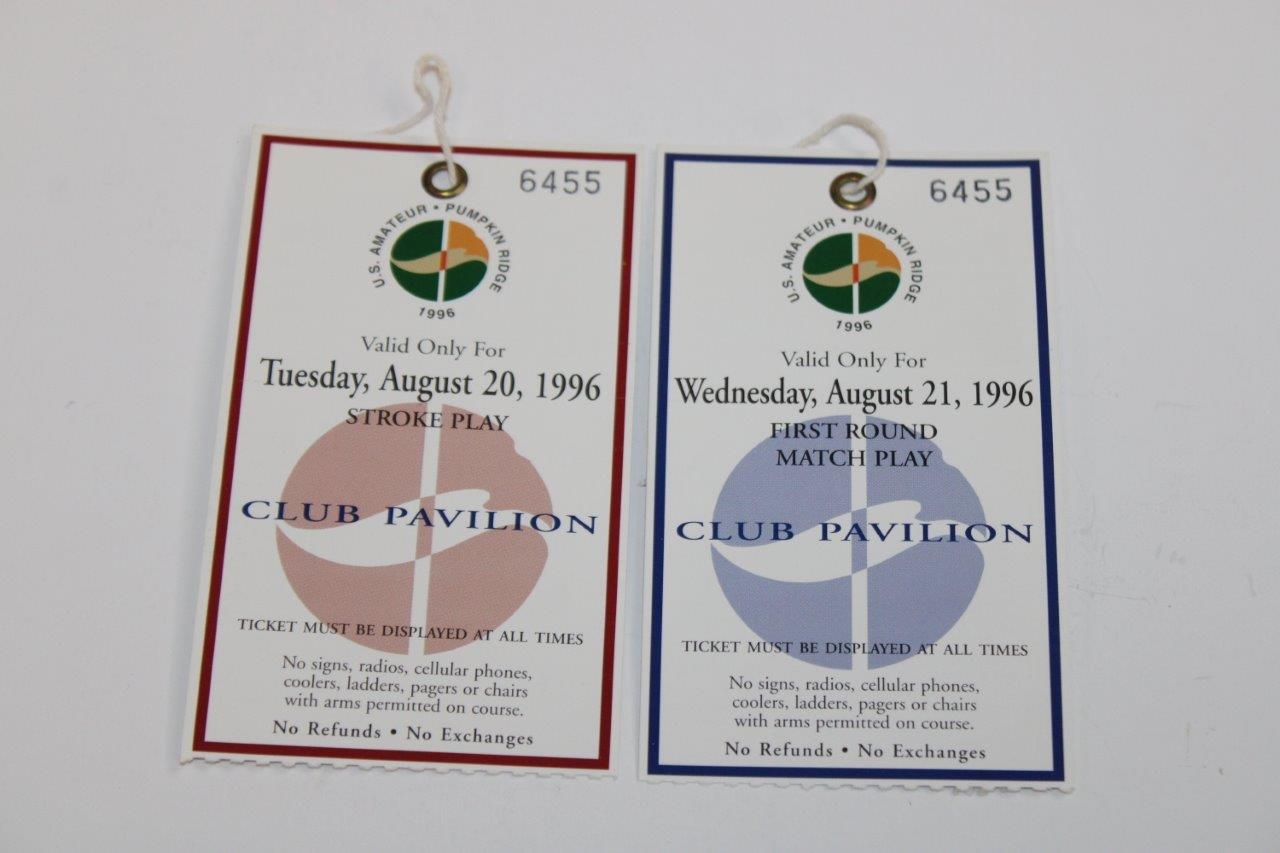 6455
U.S. AMATEUR • PUMPKIN RIDGE
1996
Valid Only For
Tuesday, August 20, 1996
STROKE PLAY
CLUB PAVILION
TICKET MUST BE DISPLAYED AT ALL TIMES
No signs, radios, cellular phones,
coolers, ladders, pagers or chairs
with arms permitted on course.
No Refunds • No Exchanges
6455
U.S. AMATEUR • PUMPKIN RIDGE
1996
Valid Only For
Wednesday, August 21, 1996
FIRST ROUND
MATCH PLAY
CLUB PAVILION
TICKET MUST BE DISPLAYED AT ALL TIMES
No signs, radios, cellular phones,
coolers, ladders, pagers or chairs
with arms permitted on course.
No Refunds • No Exchanges